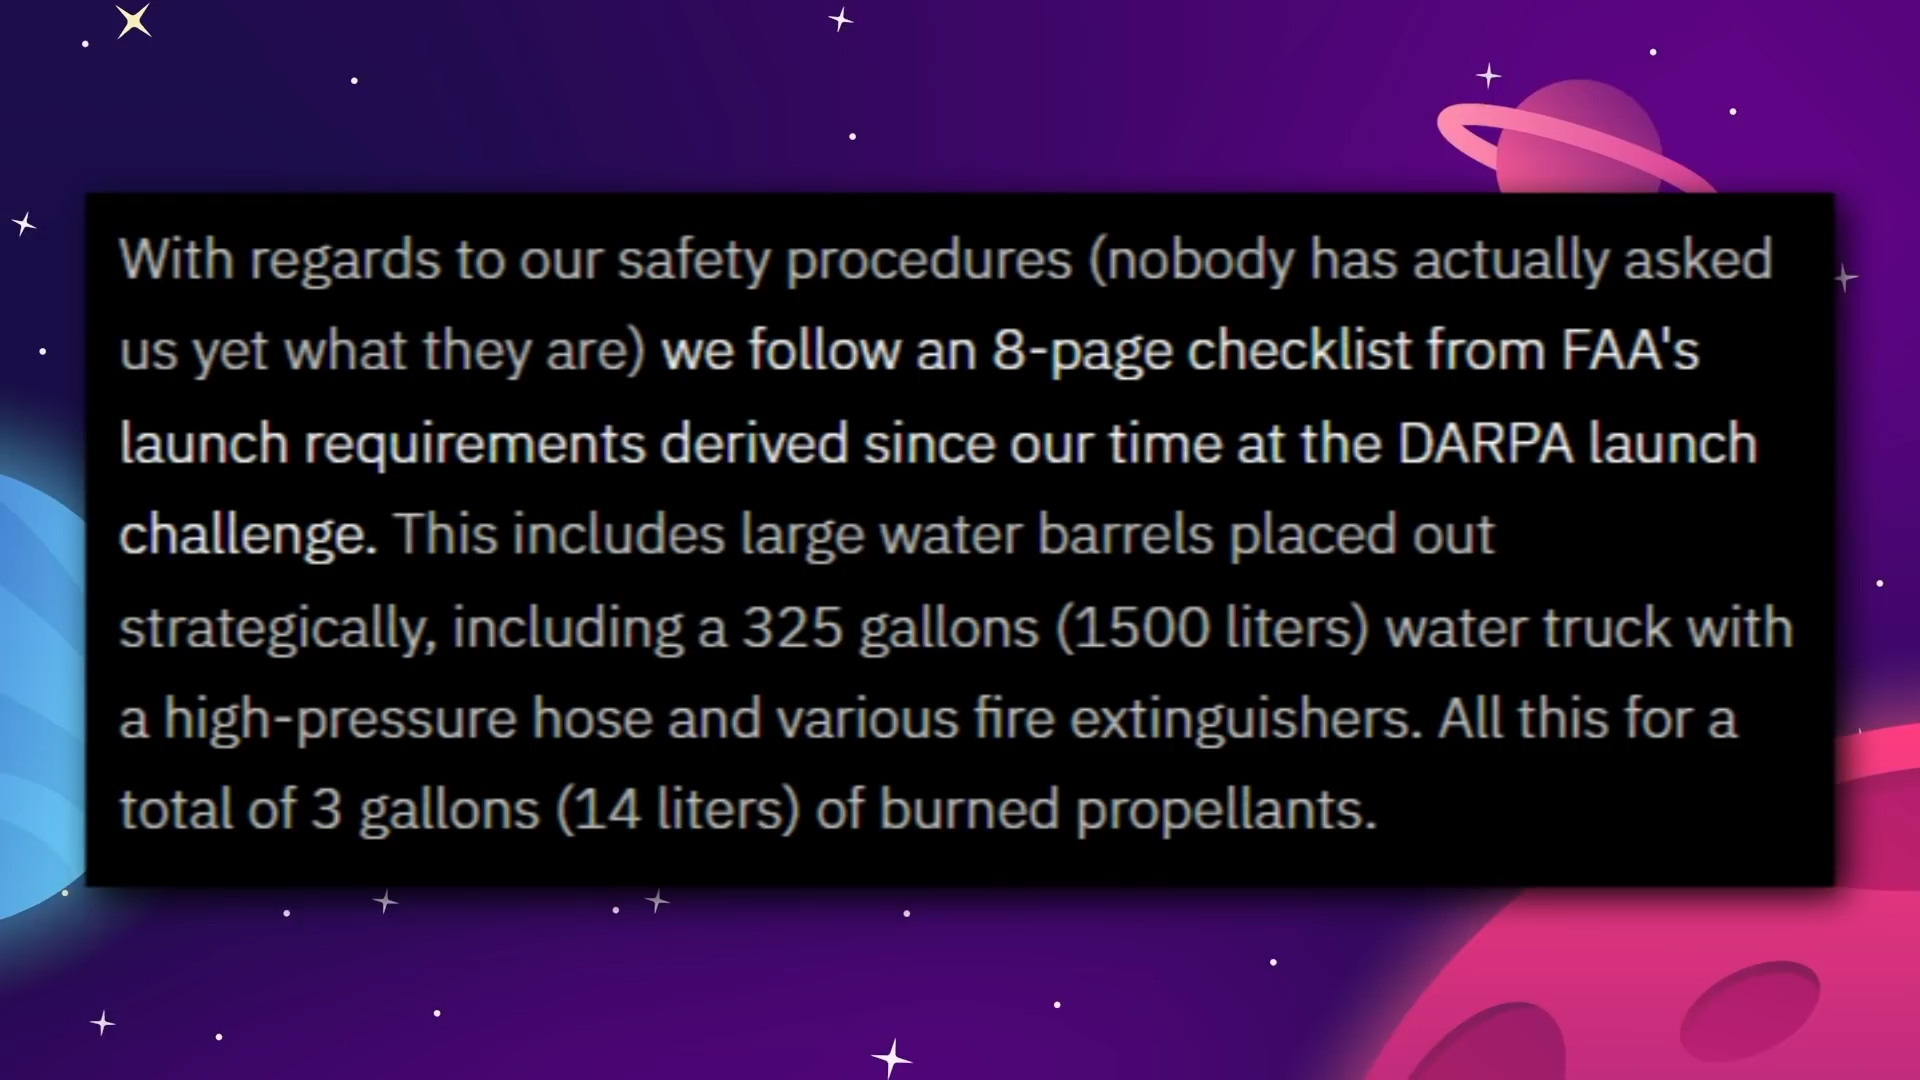 With regards to our safety procedures (nobody has actually asked
us yet what they are) we follow an 8-page checklist from FAA's
launch requirements derived since our time at the DARPA launch
challenge. This includes large water barrels placed out
strategically, including a 325 gallons (1500 liters) water truck with
a high-pressure hose and various fire extinguishers. All this for a
total of 3 gallons (14 liters) of burned propellants.